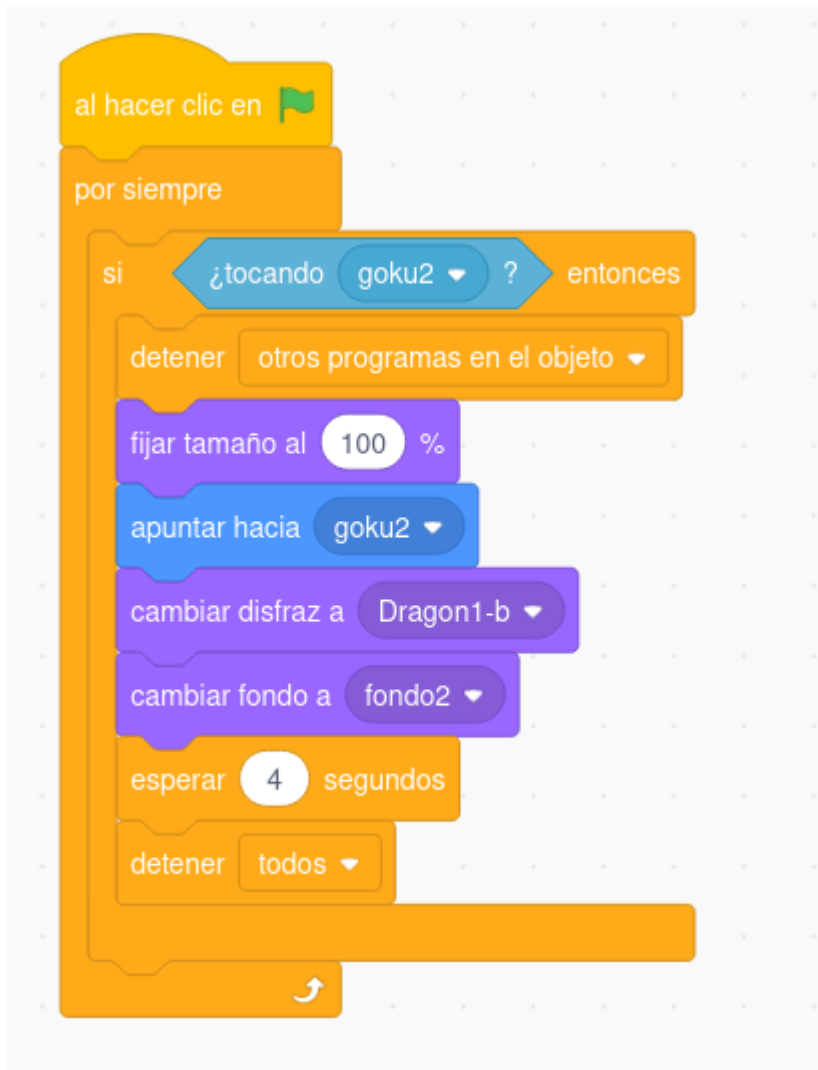 al hacer clic en
por siempre
si ¿tocando goku2 ? entonces
detener otros programas en el objeto
fijar tamaño al 100 %
apuntar hacia goku2
cambiar disfraz a Dragon1-b
cambiar fondo a fondo2
esperar 4 segundos
detener todos